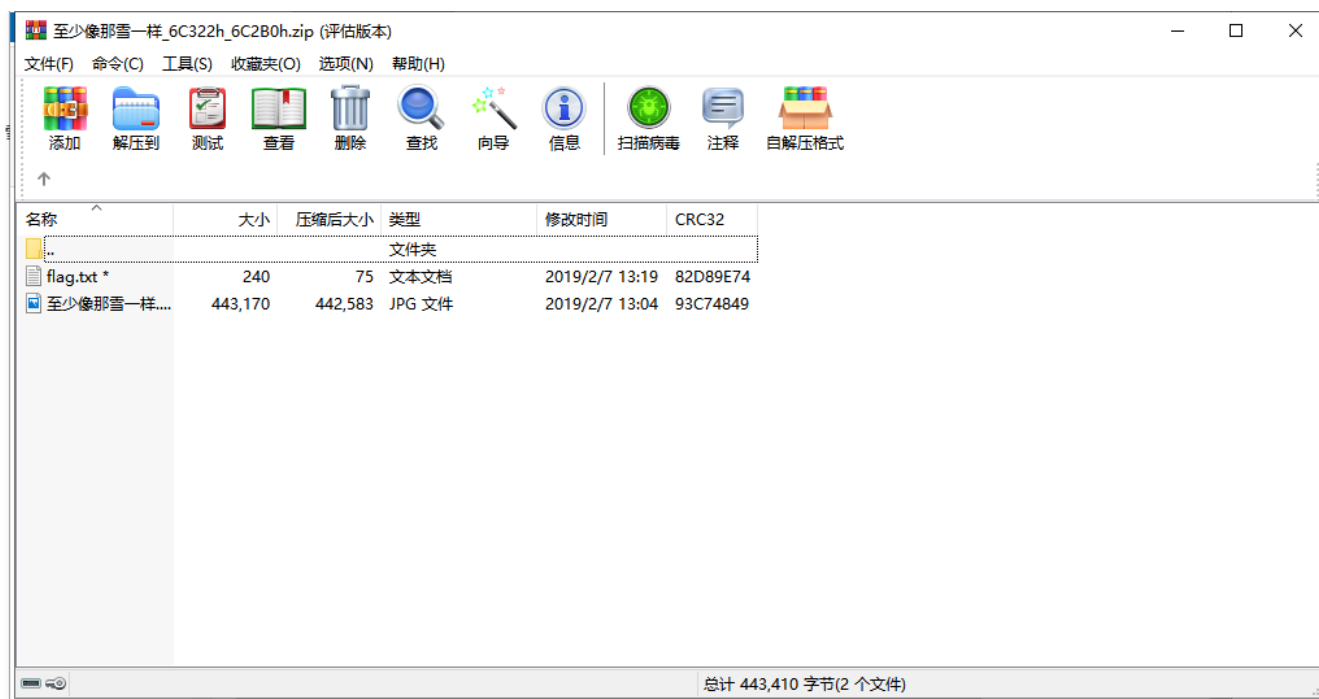 至少像那雪一样_6C322h_6C2B0h.zip (评估版本)
文件(F) 命令(C) 工具(S) 收藏夹(O) 选项(N) 帮助(H)
添加 解压到 测试 查看 删除 查找 向导 信息 扫描病毒 注释 自解压格式
名称 大小 压缩后大小 类型 修改时间 CRC32
.. 文件夹
flag.txt * 240 75 文本文档 2019/2/7 13:19 82D89E74
至少像那雪一样.... 443,170 442,583 JPG 文件 2019/2/7 13:04 93C74849
总计 443,410 字节(2 个文件)